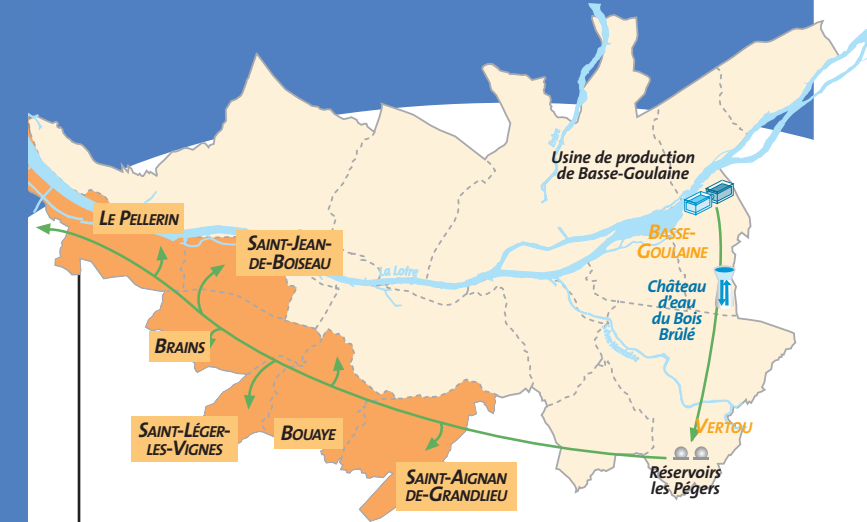 Usine de production
de Basse-Goulaine
Erdre
LE PELLERIN
SAINT-JEAN-
DE-BOISEAU
BASSE-
GOULAINE
La Loire
Château
d'eau
du Bois
Brûlé
BRAINS
SAINT-LÉGER-
LES-VIGNES
BOUAYE
VERTOU
SAINT-AIGNAN
DE-GRANDLIEU
Réservoirs
les Pégers